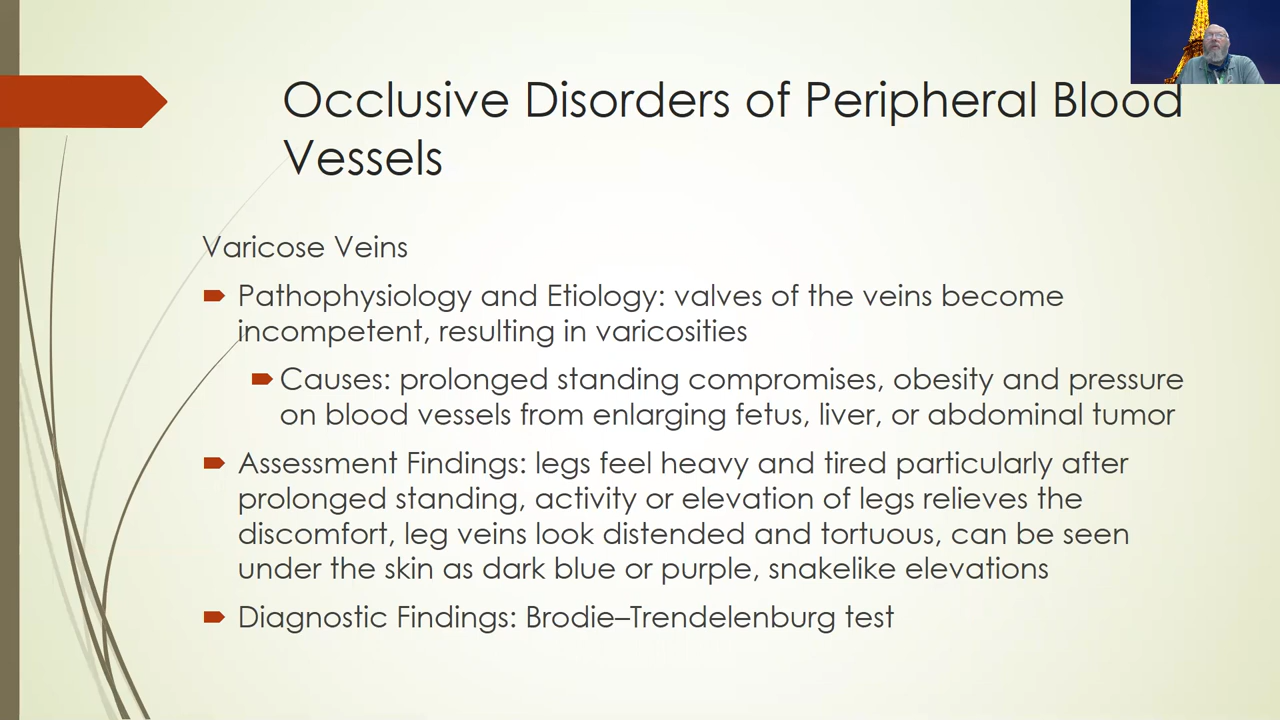 Occlusive Disorders of Peripheral Blood
Vessels
Varicose Veins
Pathophysiology and Etiology: valves of the veins become
incompetent, resulting in varicosities
Causes: prolonged standing compromises, obesity and pressure
on blood vessels from enlarging fetus, liver, or abdominal tumor
Assessment Findings: legs feel heavy and tired particularly after
prolonged standing, activity or elevation of legs relieves the
discomfort, leg veins look distended and tortuous, can be seen
under the skin as dark blue or purple, snakelike elevations
Diagnostic Findings: Brodie–Trendelenburg test